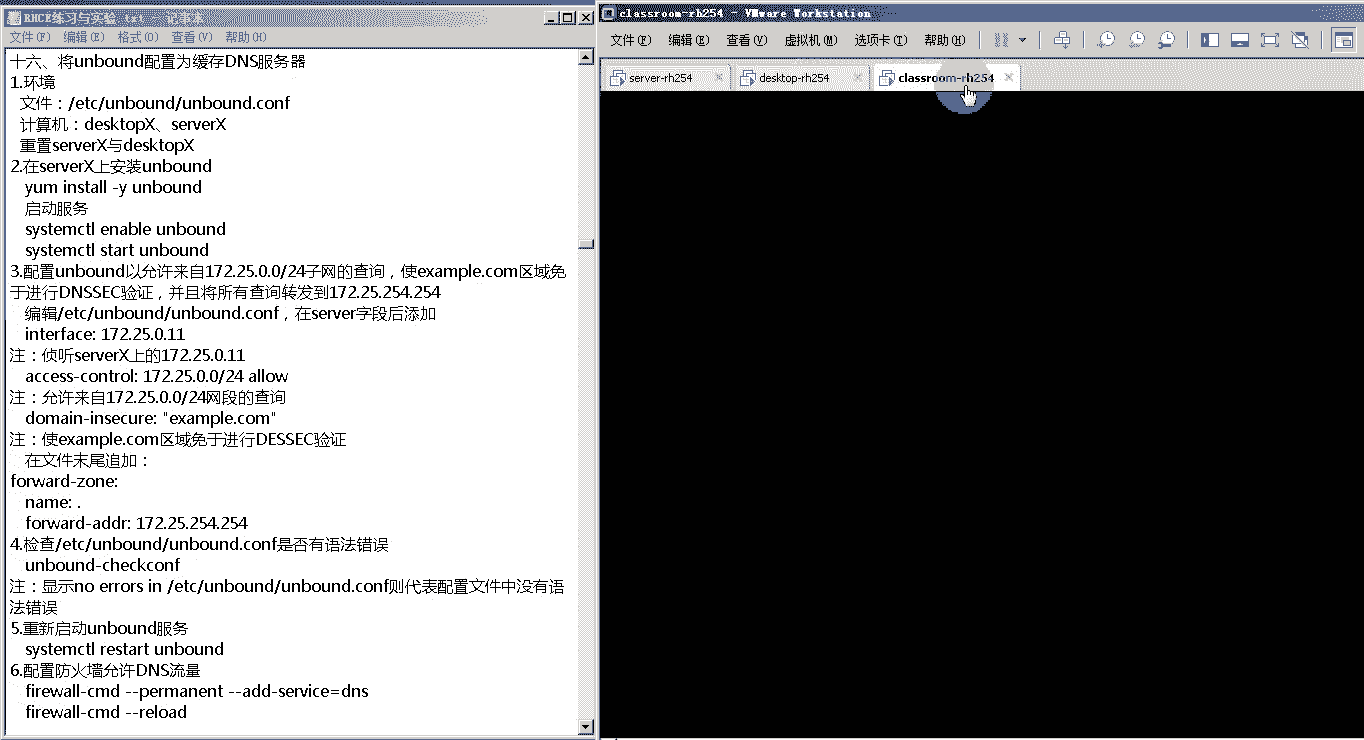 RHCE练习与实验.txt - 记事本
文件(F) 编辑(E) 格式(O) 查看(V) 帮助(H)
十六、将unbound配置为缓存DNS服务器
1.环境
文件：/etc/unbound/unbound.conf
计算机：desktopX、serverX
重置serverX与desktopX
2.在serverX上安装unbound
yum install -y unbound
启动服务
systemctl enable unbound
systemctl start unbound
3.配置unbound以允许来自172.25.0.0/24子网的查询，使example.com区域免
于进行DNSSEC验证，并且将所有查询转发到172.25.254.254
编辑/etc/unbound/unbound.conf，在server字段后添加
interface: 172.25.0.11
注：侦听serverX上的172.25.0.11
access-control: 172.25.0.0/24 allow
注：允许来自172.25.0.0/24网段的查询
domain-insecure: "example.com"
注：使example.com区域免于进行DESSEC验证
在文件末尾追加：
forward-zone:
name: .
forward-addr: 172.25.254.254
4.检查/etc/unbound/unbound.conf是否有语法错误
unbound-checkconf
注：显示no errors in /etc/unbound/unbound.conf则代表配置文件中没有语
法错误
5.重新启动unbound服务
systemctl restart unbound
6.配置防火墙允许DNS流量
firewall-cmd --permanent --add-service=dns
firewall-cmd --reload
classroom-rh254 - VMware Workstation
文件(F) 编辑(E) 查看(V) 虚拟机(M) 选项卡(T) 帮助(H)
server-rh254 desktop-rh254 classroom-rh254